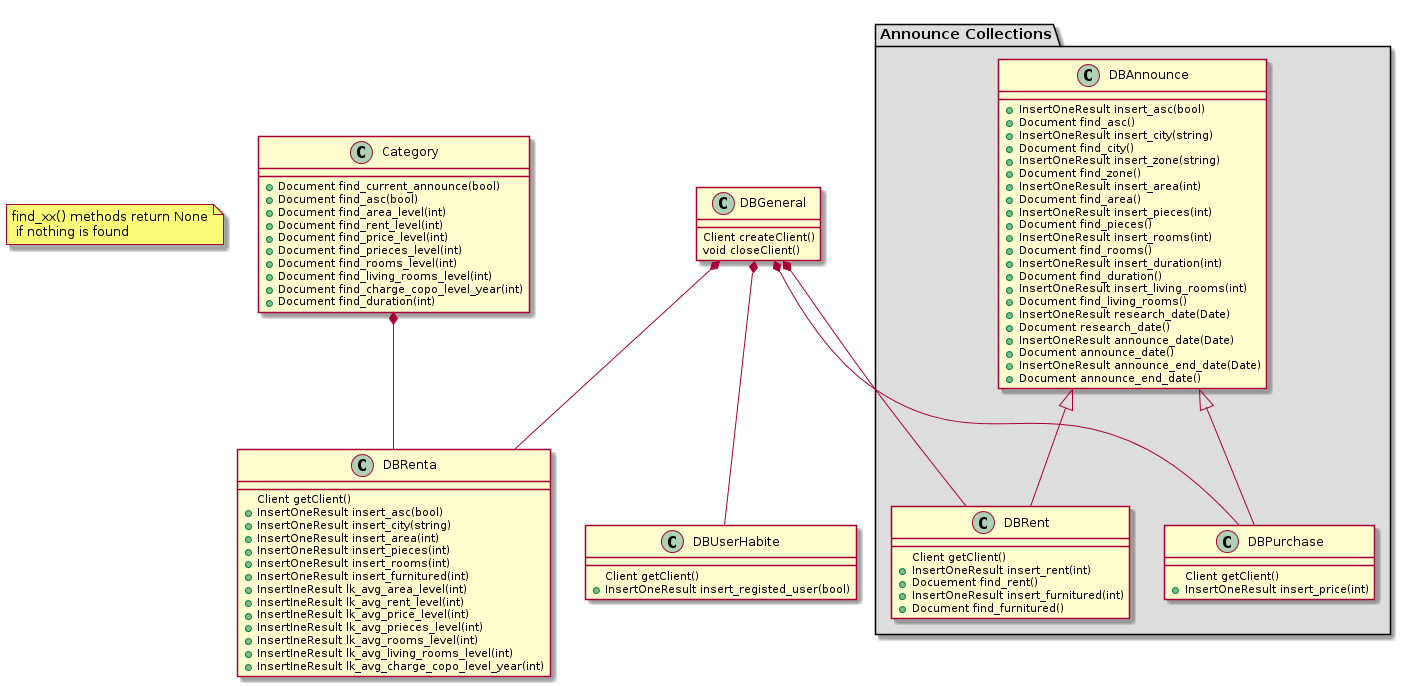 Announce Collections
C DBAnnounce
InsertOneResult insert_asc(bool)
Document find_asc()
InsertOneResult insert_city(string)
Document find_city()
InsertOneResult insert_zone(string)
Document find_zone()
InsertOneResult insert_area(int)
Document find_area()
InsertOneResult insert_pieces(int)
Document find_pieces()
InsertOneResult insert_rooms(int)
Document find_rooms()
InsertOneResult insert_duration(int)
Document find_duration()
InsertOneResult insert_living_rooms(int)
Document find_living_rooms()
InsertOneResult research_date(Date)
Document research_date()
InsertOneResult announce_date(Date)
Document announce_date()
InsertOneResult announce_end_date(Date)
Document announce_end_date()
C Category
Document find_current_announce(bool)
Document find_asc(bool)
Document find_area_level(int)
Document find_rent_level(int)
Document find_price_level(int)
Document find_prieces_level(int)
Document find_rooms_level(int)
Document find_living_rooms_level(int)
Document find_charge_copo_level_year(int)
Document find_duration(int)
find_xx() methods return None
if nothing is found
C DBGeneral
Client createClient()
void closeClient()
C DBRenta
Client getClient()
InsertOneResult insert_asc(bool)
InsertOneResult insert_city(string)
InsertOneResult insert_area(int)
InsertOneResult insert_pieces(int)
InsertOneResult insert_rooms(int)
InsertOneResult insert_furnitured(int)
InsertIneResult lk_avg_area_level(int)
InsertIneResult lk_avg_rent_level(int)
InsertIneResult lk_avg_price_level(int)
InsertIneResult lk_avg_prieces_level(int)
InsertIneResult lk_avg_rooms_level(int)
InsertIneResult lk_avg_living_rooms_level(int)
InsertIneResult lk_avg_charge_copo_level_year(int)
C DBUserHabite
Client getClient()
InsertOneResult insert_registed_user(bool)
C DBRent
Client getClient()
InsertOneResult insert_rent(int)
Docuement find_rent()
InsertOneResult insert_furnitured(int)
Document find_furnitured()
C DBPurchase
Client getClient()
InsertOneResult insert_price(int)